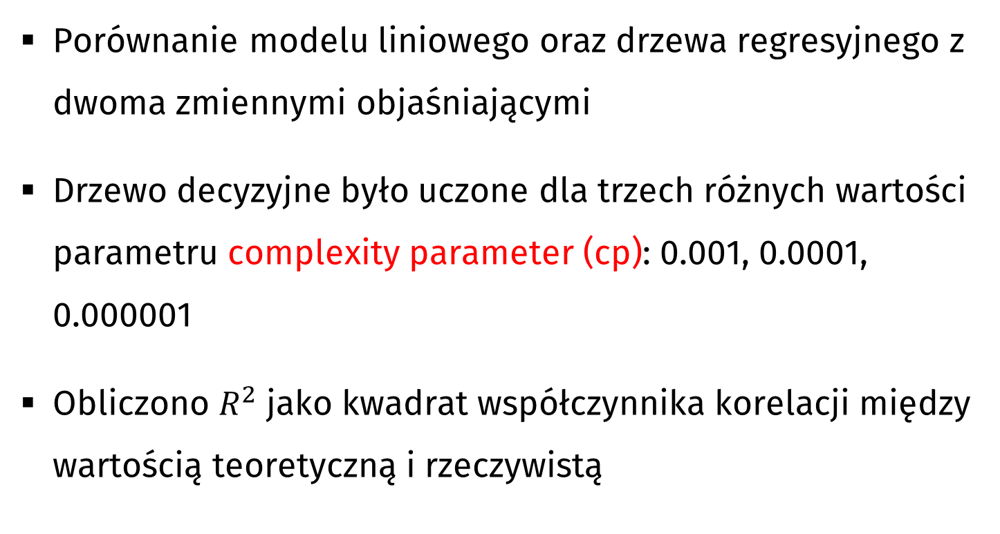 ▪ Porównanie modelu liniowego oraz drzewa regresyjnego z
dwoma zmiennymi objaśniającymi
▪ Drzewo decyzyjne było uczone dla trzech różnych wartości
parametru complexity parameter (cp): 0.001, 0.0001,
0.000001
▪ Obliczono R² jako kwadrat współczynnika korelacji między
wartością teoretyczną i rzeczywistą